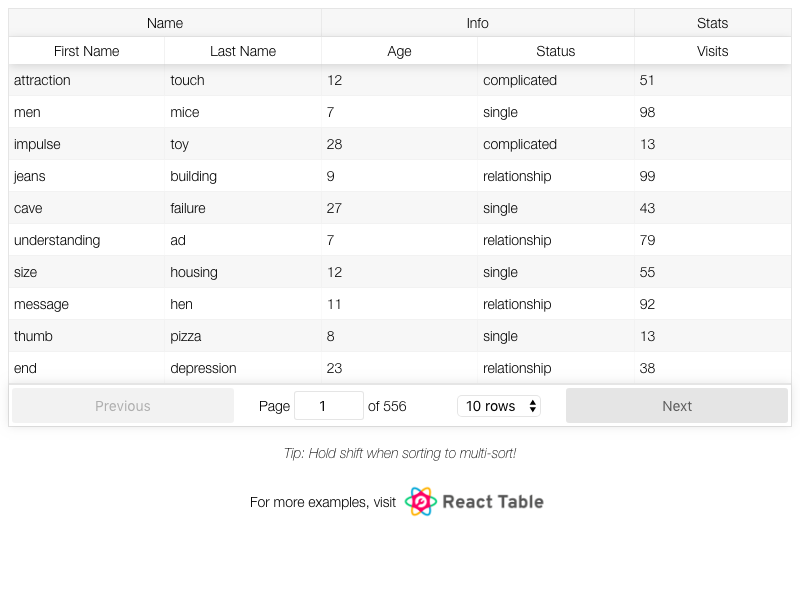 Name Info Stats
First Name Last Name Age Status Visits
attraction touch 12 complicated 51
men mice 7 single 98
impulse toy 28 complicated 13
jeans building 9 relationship 99
cave failure 27 single 43
understanding ad 7 relationship 79
size housing 12 single 55
message hen 11 relationship 92
thumb pizza 8 single 13
end depression 23 relationship 38
Previous Page 1 of 556 10 rows Next
Tip: Hold shift when sorting to multi-sort!
For more examples, visit React Table